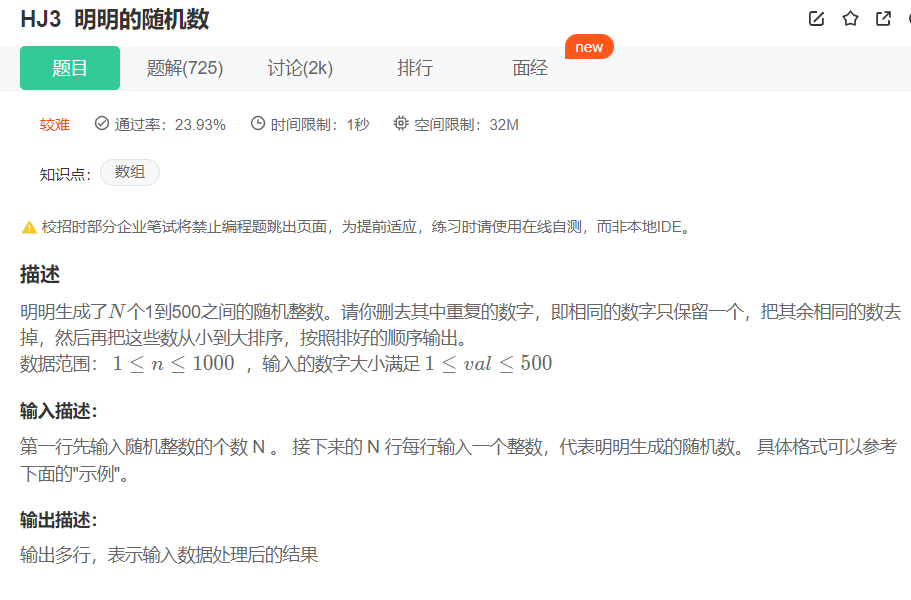 HJ3 明明的随机数
题目 题解(725) 讨论(2k) 排行 面经 new
较难 通过率：23.93% 时间限制：1秒 空间限制：32M
知识点： 数组
校招时部分企业笔试将禁止编程题跳出页面，为提前适应，练习时请使用在线自测，而非本地IDE。
描述
明明生成了N个1到500之间的随机整数。请你删去其中重复的数字，即相同的数字只保留一个，把其余相同的数去
掉，然后再把这些数从小到大排序，按照排好的顺序输出。
数据范围： 1 ≤ n ≤ 1000 ，输入的数字大小满足 1 ≤ val ≤ 500
输入描述：
第一行先输入随机整数的个数 N 。 接下来的 N 行每行输入一个整数，代表明明生成的随机数。 具体格式可以参考
下面的"示例"。
输出描述：
输出多行，表示输入数据处理后的结果